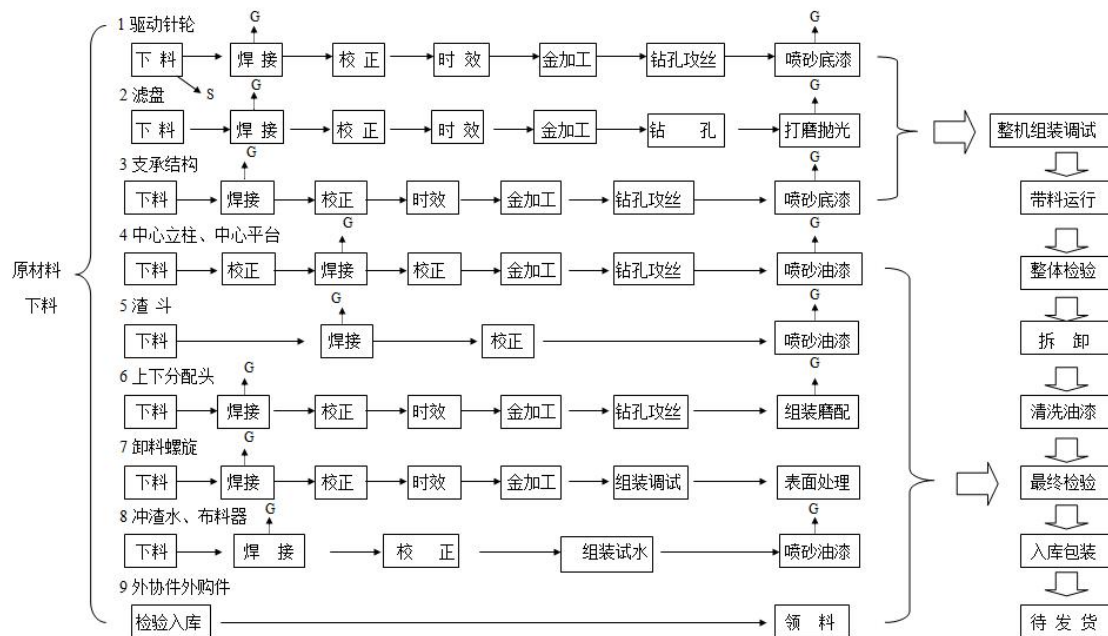 1 驱动针轮
G G
下 料 焊 接 校 正 时 效 金加工 钻孔攻丝 喷砂底漆
S G G
2 滤盘
下 料 焊 接 校 正 时 效 金加工 钻 孔 打磨抛光 整机组装调试
G G
3 支承结构
下料 焊接 校正 时效 金加工 钻孔攻丝 喷砂底漆 带料运行
G G
4 中心立柱、中心平台
下料 校正 焊接 校正 金加工 钻孔攻丝 喷砂油漆 整体检验
原材料
下料
G G
5 渣 斗
下料 焊接 校正 喷砂油漆 拆 卸
6 上下分配头
G G
下料 焊接 校正 时效 金加工 钻孔攻丝 组装磨配 清洗油漆
7 卸料螺旋
G
下料 焊接 校正 时效 金加工 组装调试 表面处理 最终检验
8 冲渣水、布料器
G G
下料 焊 接 校 正 组装试水 喷砂油漆 入库包装
9 外协件外购件
检验入库 领 料 待 发 货